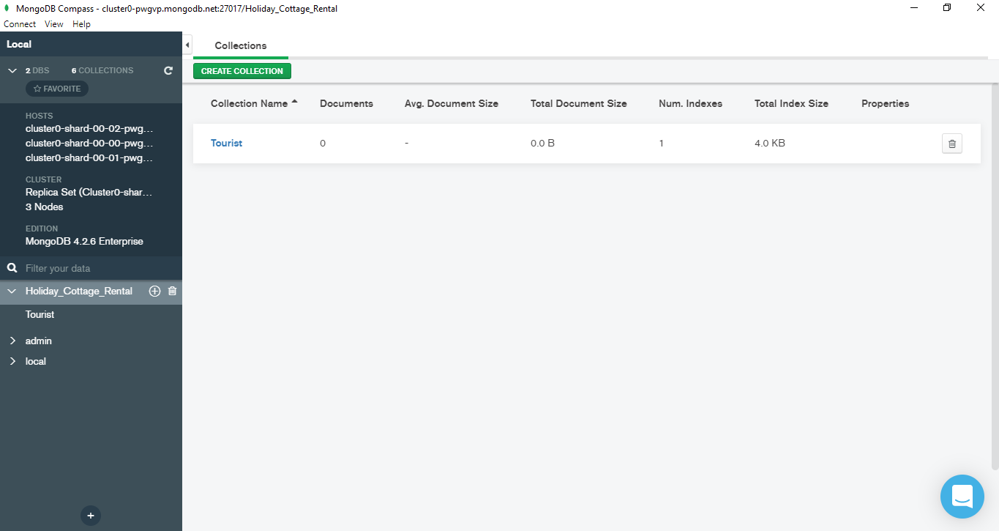 MongoDB Compass - cluster0-pwgvp.mongodb.net:27017/Holiday_Cottage_Rental
Connect View Help
Local
2 DBS 6 COLLECTIONS
FAVORITE
HOSTS
cluster0-shard-00-02-pwg...
cluster0-shard-00-00-pwg...
cluster0-shard-00-01-pwg...
CLUSTER
Replica Set (Cluster0-shar...
3 Nodes
EDITION
MongoDB 4.2.6 Enterprise
Filter your data
Holiday_Cottage_Rental
Tourist
admin
local
Collections
CREATE COLLECTION
Collection Name Documents Avg. Document Size Total Document Size Num. Indexes Total Index Size Properties
Tourist 0 - 0.0 B 1 4.0 KB